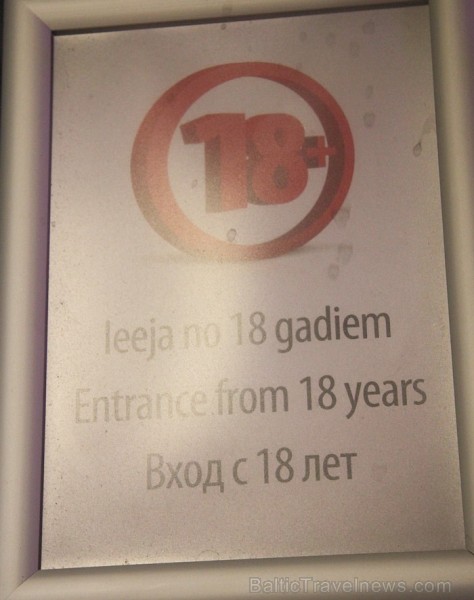 18+
Ieeja no 18 gadiem
Entrance from 18 years
Вход с 18 лет
BalticTravelnews.com